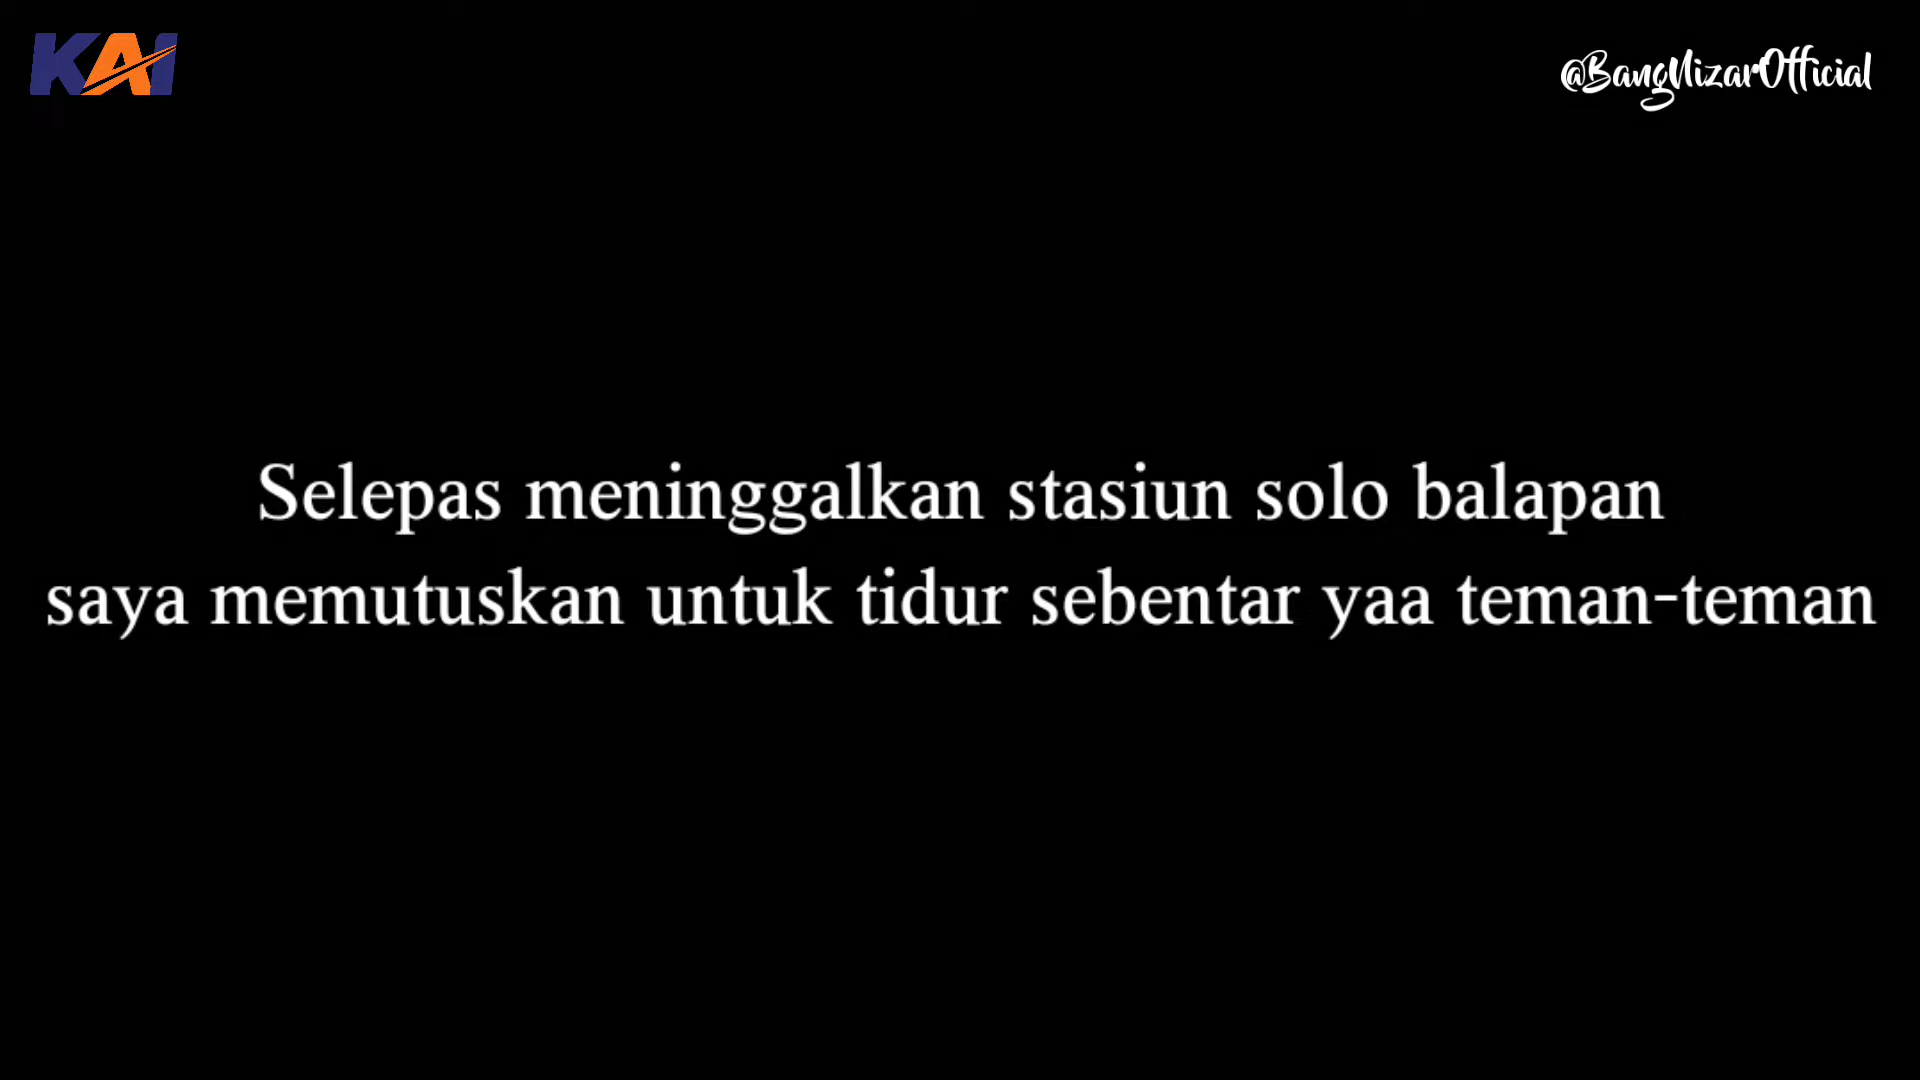 KAI
@BangNizarOfficial
Selepas meninggalkan stasiun solo balapan
saya memutuskan untuk tidur sebentar yaa teman-teman